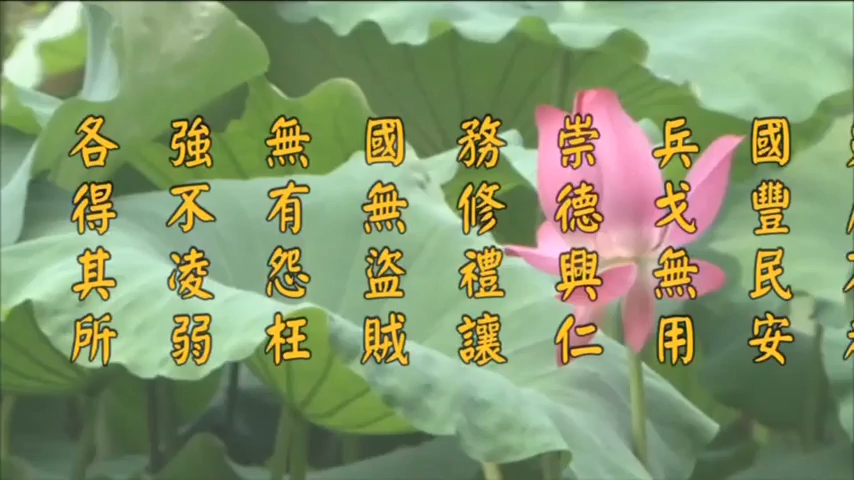 國豐民安
兵戈無用
崇德興仁
務修禮讓
國無盜賊
無有怨枉
強不凌弱
各得其所